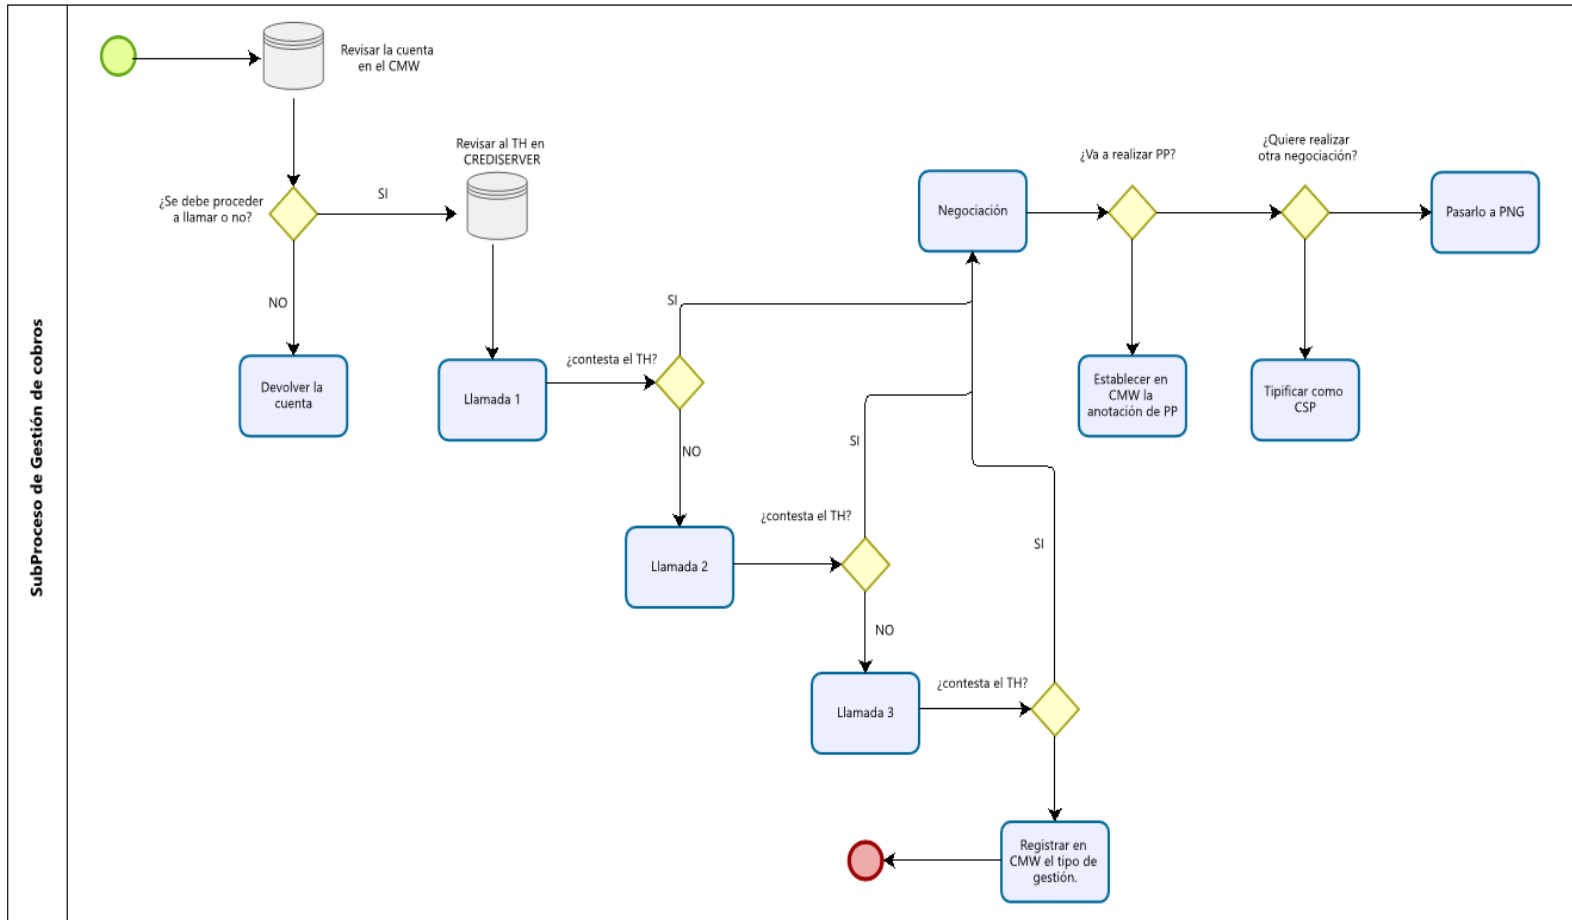 SubProceso de Gestión de cobros
Revisar la cuenta
en el CMW
¿Se debe proceder
a llamar o no?
SI
NO
Devolver la
cuenta
Revisar al TH en
CREDISERVER
Llamada 1
¿contesta el TH?
SI
NO
Llamada 2
¿contesta el TH?
SI
NO
Llamada 3
¿contesta el TH?
SI
Registrar en
CMW el tipo de
gestión.
Negociación
¿Va a realizar PP?
Establecer en
CMW la
anotación de PP
¿Quiere realizar
otra negociación?
Tipificar como
CSP
Pasarlo a PNG